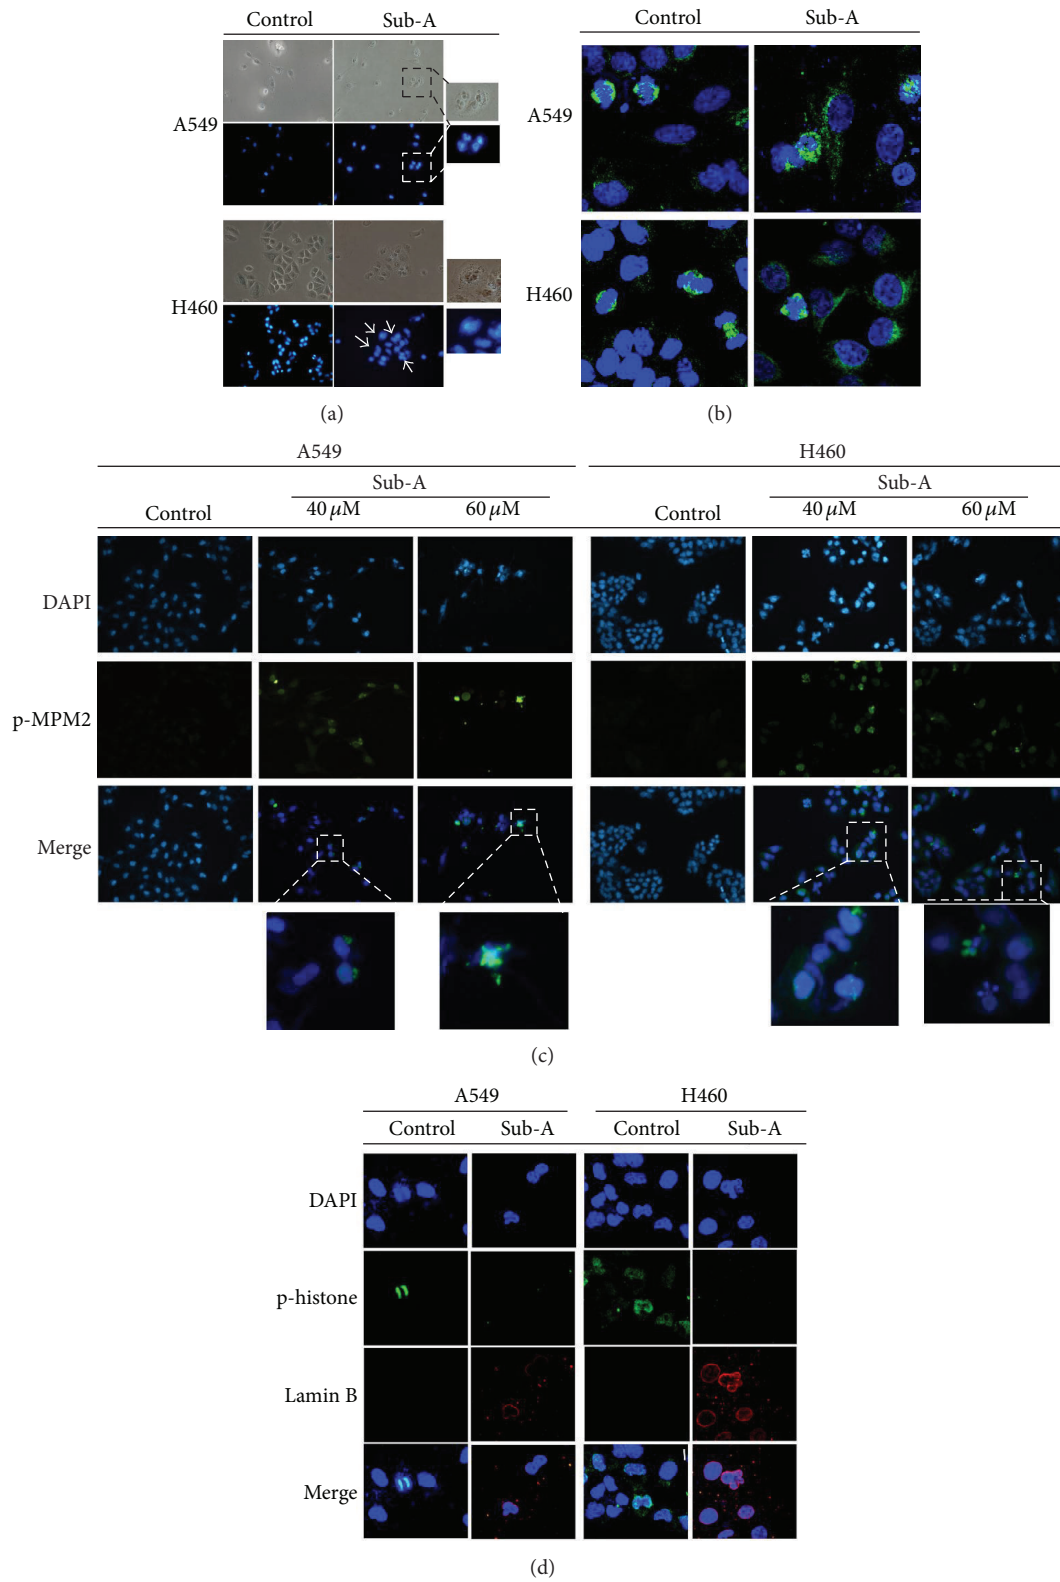 Control Sub-A
A549
H460
(a)
Control Sub-A
A549
H460
(b)
A549 H460
Sub-A Sub-A
Control 40 μM 60 μM Control 40 μM 60 μM
DAPI
p-MPM2
Merge
(c)
A549 H460
Control Sub-A Control Sub-A
DAPI
p-histone
Lamin B
Merge
(d)